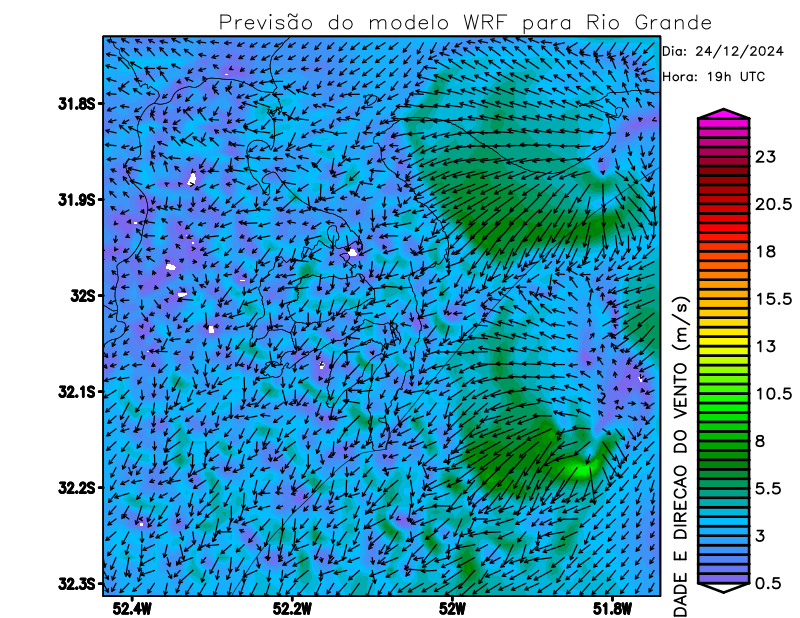 Previsão do modelo WRF para Rio Grande
Dia: 24/12/2024
Hora: 19h UTC
31.8S
31.9S
32S
32.1S
32.2S
32.3S
52.4W
52.2W
52W
51.8W
23
20.5
18
15.5
13
10.5
8
5.5
3
0.5
DADE E DIRECAO DO VENTO (m/s)